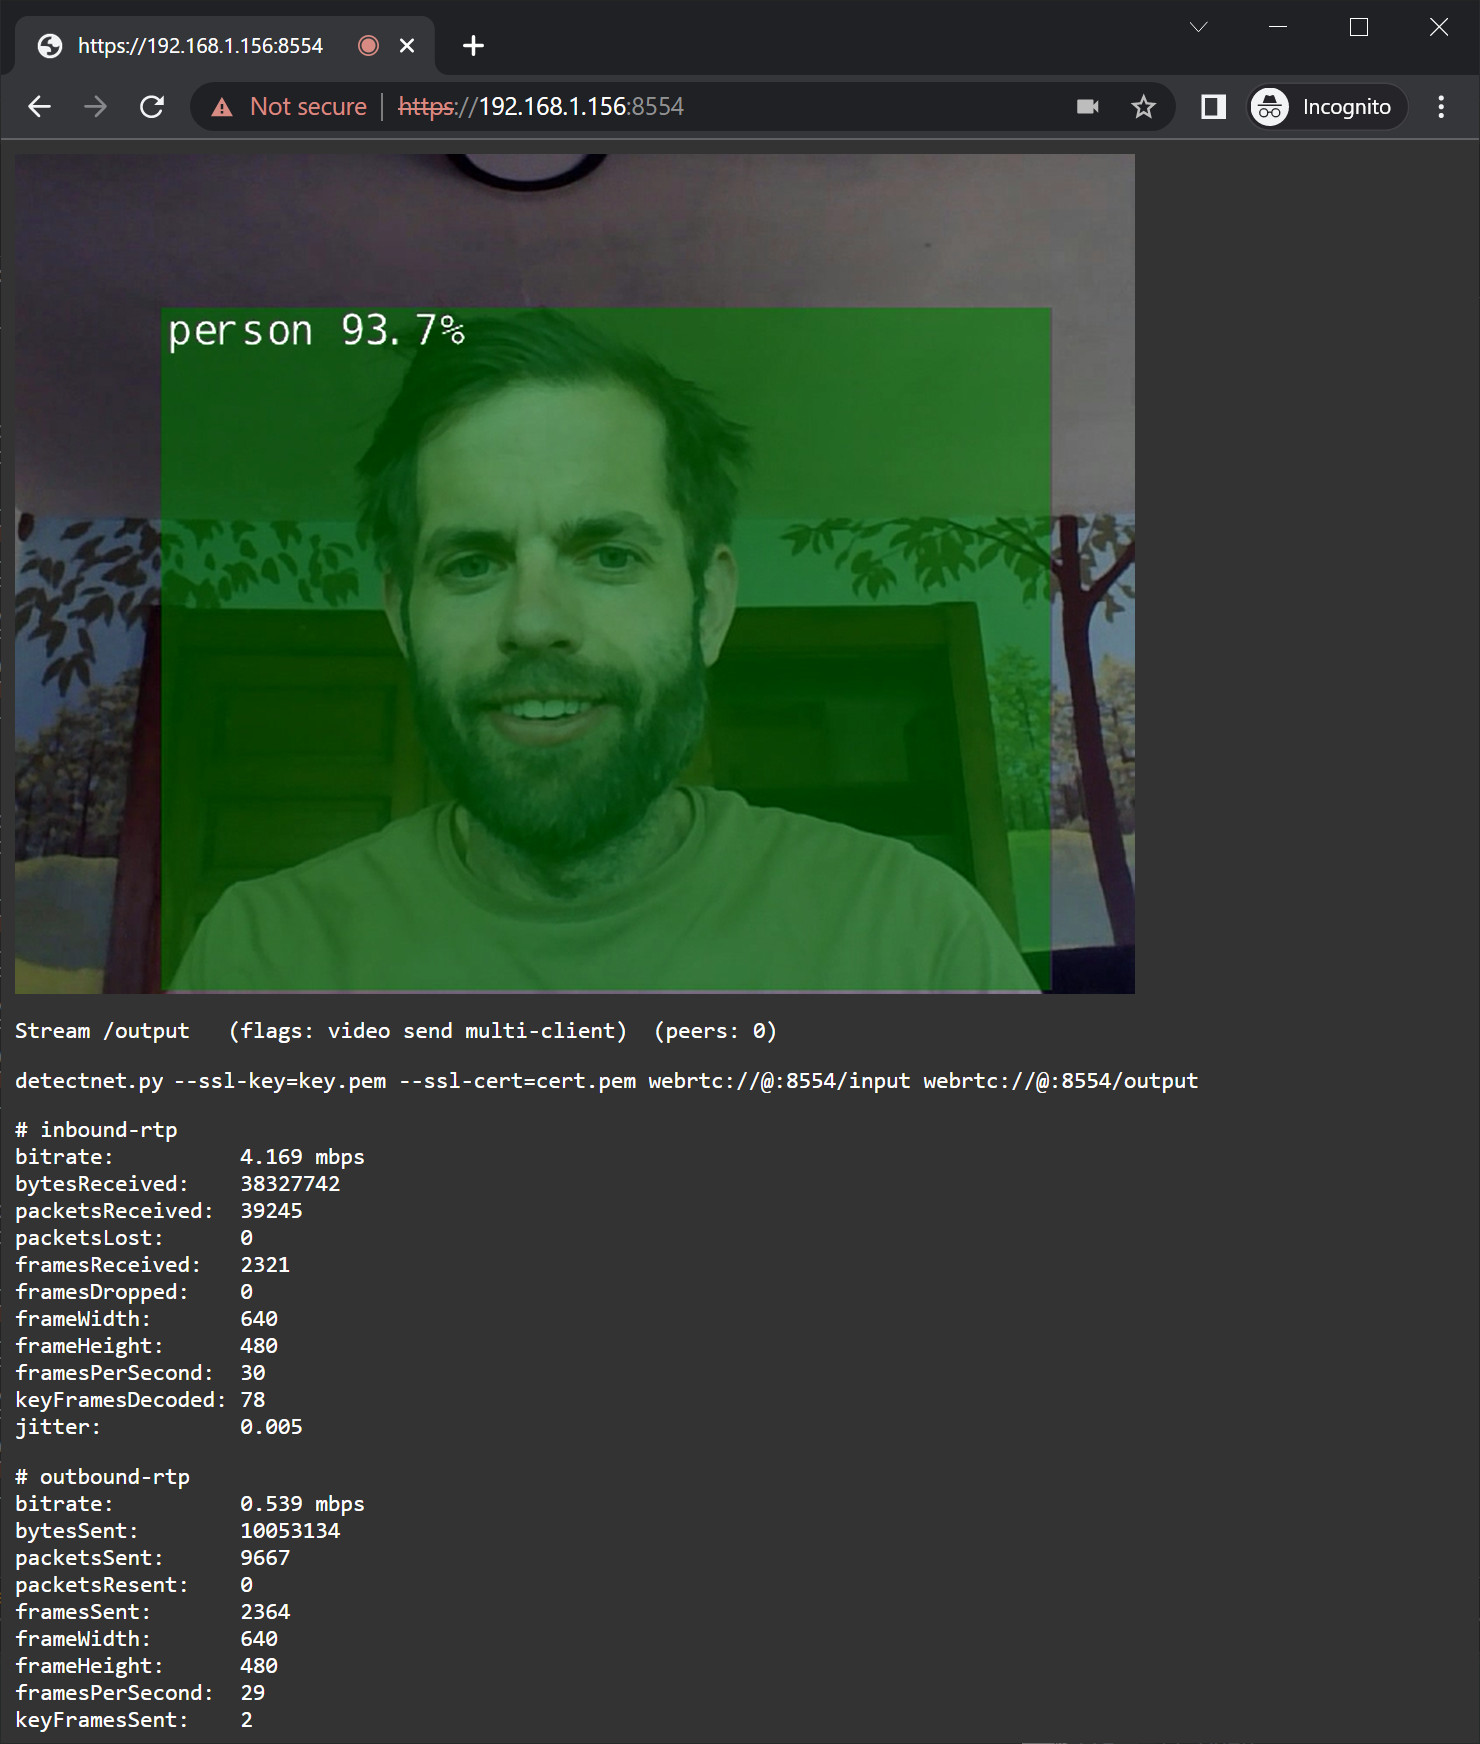 https://192.168.1.156:8554
Not secure | https://192.168.1.156:8554 Incognito
person 93.7%
Stream /output (flags: video send multi-client) (peers: 0)
detectnet.py --ssl-key=key.pem --ssl-cert=cert.pem webrtc://@:8554/input webrtc://@:8554/output
# inbound-rtp
bitrate: 4.169 mbps
bytesReceived: 38327742
packetsReceived: 39245
packetsLost: 0
framesReceived: 2321
framesDropped: 0
frameWidth: 640
frameHeight: 480
framesPerSecond: 30
keyFramesDecoded: 78
jitter: 0.005
# outbound-rtp
bitrate: 0.539 mbps
bytesSent: 10053134
packetsSent: 9667
packetsResent: 0
framesSent: 2364
frameWidth: 640
frameHeight: 480
framesPerSecond: 29
keyFramesSent: 2